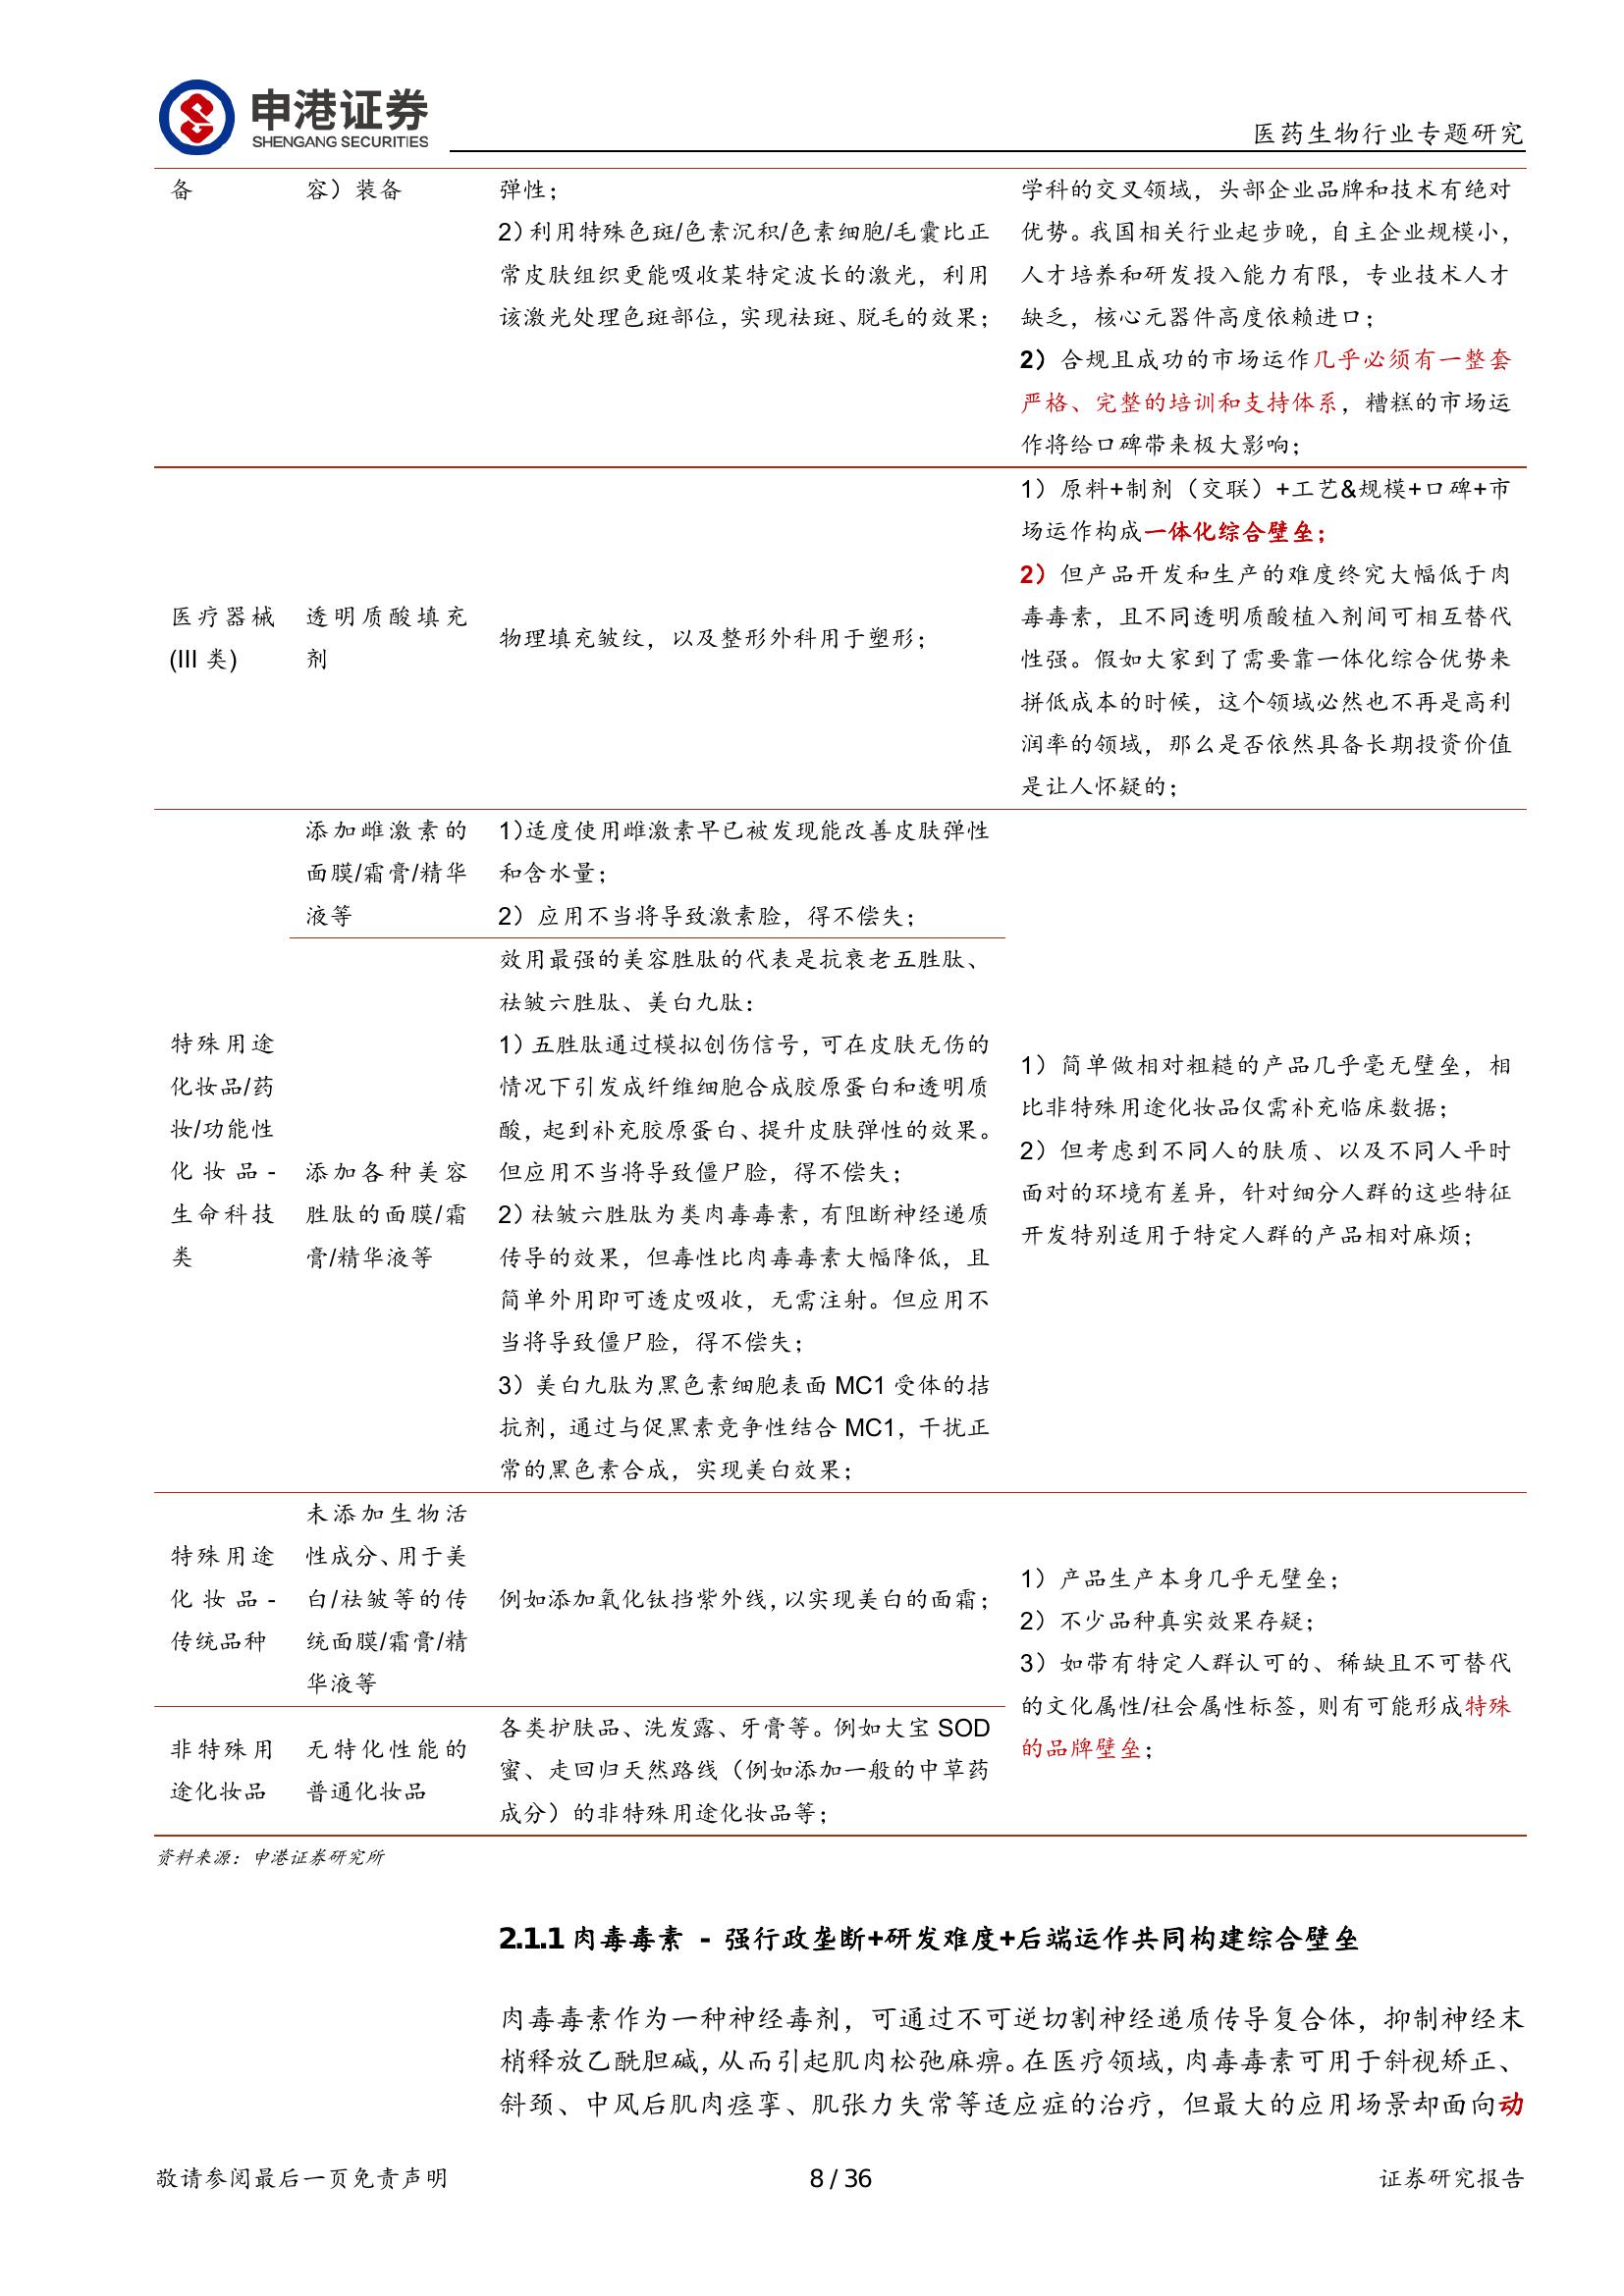 申港证券
SHENGANG SECURITIES
医药生物行业专题研究
备
容）装备
弹性；
2）利用特殊色斑/色素沉积/色素细胞/毛囊比正
常皮肤组织更能吸收某特定波长的激光，利用
该激光处理色斑部位，实现祛斑、脱毛的效果；
学科的交叉领域，头部企业品牌和技术有绝对
优势。我国相关行业起步晚，自主企业规模小，
人才培养和研发投入能力有限，专业技术人才
缺乏，核心元器件高度依赖进口；
2）合规且成功的市场运作几乎必须有一整套
严格、完整的培训和支持体系，糟糕的市场运
作将给口碑带来极大影响；
医疗器械
(III 类)
透明质酸填充
剂
物理填充皱纹，以及整形外科用于塑形；
1）原料+制剂（交联）+工艺&规模+口碑+市
场运作构成一体化综合壁垒；
2）但产品开发和生产的难度终究大幅低于肉
毒毒素，且不同透明质酸植入剂间可相互替代
性强。假如大家到了需要靠一体化综合优势来
拼低成本的时候，这个领域必然也不再是高利
润率的领域，那么是否依然具备长期投资价值
是让人怀疑的；
特殊用途
化妆品/药
妆/功能性
化妆品-
生命科技
类
添加雌激素的
面膜/霜膏/精华
液等
1）适度使用雌激素早已被发现能改善皮肤弹性
和含水量；
2）应用不当将导致激素脸，得不偿失；
添加各种美容
胜肽的面膜/霜
膏/精华液等
效用最强的美容胜肽的代表是抗衰老五胜肽、
祛皱六胜肽、美白九肽：
1）五胜肽通过模拟创伤信号，可在皮肤无伤的
情况下引发成纤维细胞合成胶原蛋白和透明质
酸，起到补充胶原蛋白、提升皮肤弹性的效果。
但应用不当将导致僵尸脸，得不偿失；
2）祛皱六胜肽为类肉毒毒素，有阻断神经递质
传导的效果，但毒性比肉毒毒素大幅降低，且
简单外用即可透皮吸收，无需注射。但应用不
当将导致僵尸脸，得不偿失；
3）美白九肽为黑色素细胞表面 MC1 受体的拮
抗剂，通过与促黑素竞争性结合 MC1，干扰正
常的黑色素合成，实现美白效果；
1）简单做相对粗糙的产品几乎毫无壁垒，相
比非特殊用途化妆品仅需补充临床数据；
2）但考虑到不同人的肤质、以及不同人平时
面对的环境有差异，针对细分人群的这些特征
开发特别适用于特定人群的产品相对麻烦；
特殊用途
化妆品-
传统品种
未添加生物活
性成分、用于美
白/祛皱等的传
统面膜/霜膏/精
华液等
例如添加氧化钛挡紫外线，以实现美白的面霜；
1）产品生产本身几乎无壁垒；
2）不少品种真实效果存疑；
3）如带有特定人群认可的、稀缺且不可替代
的文化属性/社会属性标签，则有可能形成特殊
的品牌壁垒；
非特殊用
途化妆品
无特化性能的
普通化妆品
各类护肤品、洗发露、牙膏等。例如大宝 SOD
蜜、走回归天然路线（例如添加一般的中草药
成分）的非特殊用途化妆品等；
资料来源：申港证券研究所
2.1.1 肉毒毒素 - 强行政垄断+研发难度+后端运作共同构建综合壁垒
肉毒毒素作为一种神经毒剂，可通过不可逆切割神经递质传导复合体，抑制神经末
梢释放乙酰胆碱，从而引起肌肉松弛麻痹。在医疗领域，肉毒毒素可用于斜视矫正、
斜颈、中风后肌肉痉挛、肌张力失常等适应症的治疗，但最大的应用场景却面向动
敬请参阅最后一页免责声明
8 / 36
证券研究报告